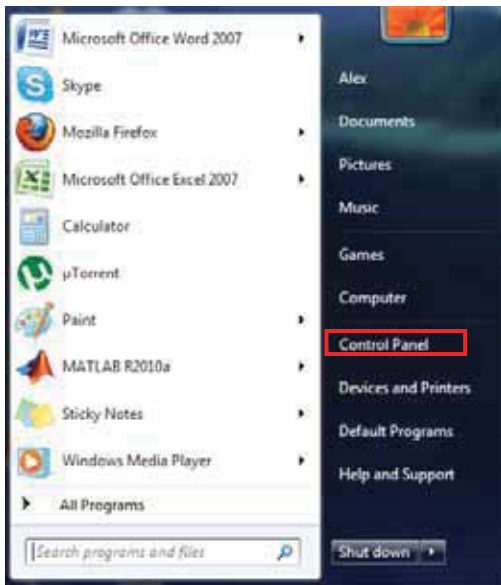 Microsoft Office Word 2007
Skype
Mozilla Firefox
Microsoft Office Excel 2007
Calculator
µTorrent
Paint
MATLAB R2010a
Sticky Notes
Windows Media Player
All Programs
Search programs and files
Alex
Documents
Pictures
Music
Games
Computer
Control Panel
Devices and Printers
Default Programs
Help and Support
Shut down